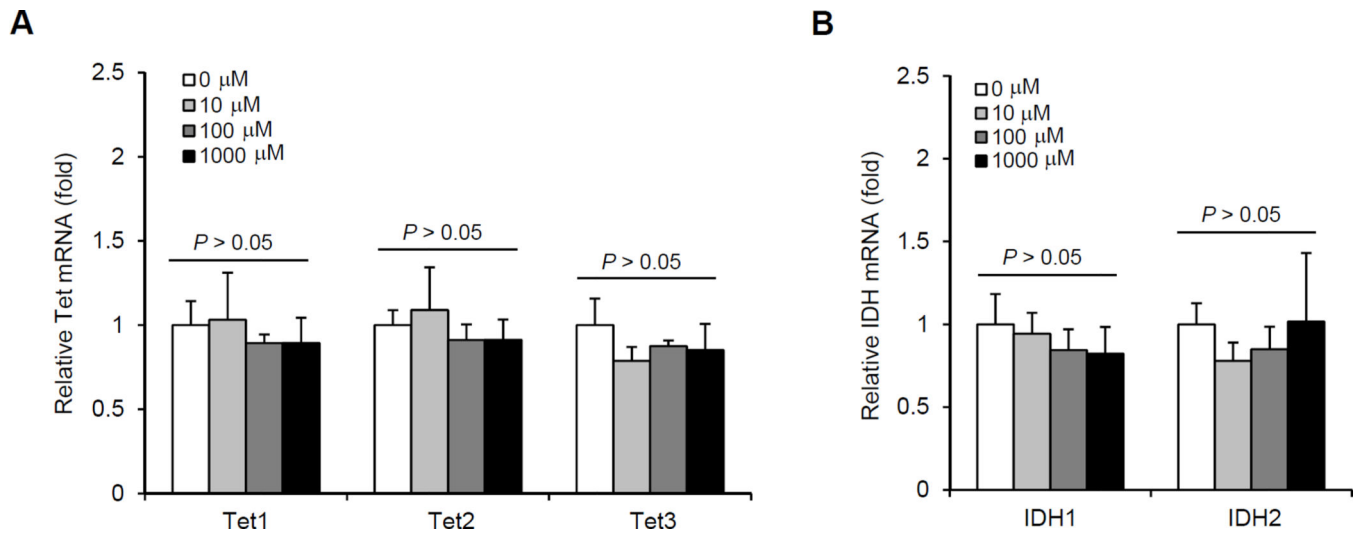 A
Relative Tet mRNA (fold)
2.5
2
1.5
1
0.5
0
0 μM
10 μM
100 μM
1000 μM
P > 0.05
P > 0.05
P > 0.05
Tet1
Tet2
Tet3
B
Relative IDH mRNA (fold)
2.5
2
1.5
1
0.5
0
0 μM
10 μM
100 μM
1000 μM
P > 0.05
P > 0.05
IDH1
IDH2